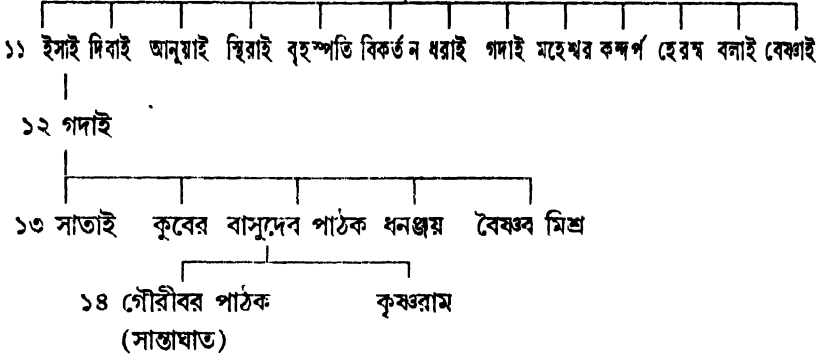 ১১ ইসাই দিবাই আনুয়াই স্থিরাই বৃহস্পতি বিকর্তন ধরাই গদাই মহেশ্বর কন্দর্প হেরম্ব বলাই বেষ্ণাই
১২ গদাই
১৩ সাতাই কুবের বাসুদেব পাঠক ধনঞ্জয় বৈষ্ণব মিশ্র
১৪ গৌরীবর পাঠক কৃষ্ণরাম
(সান্তাঘাত)